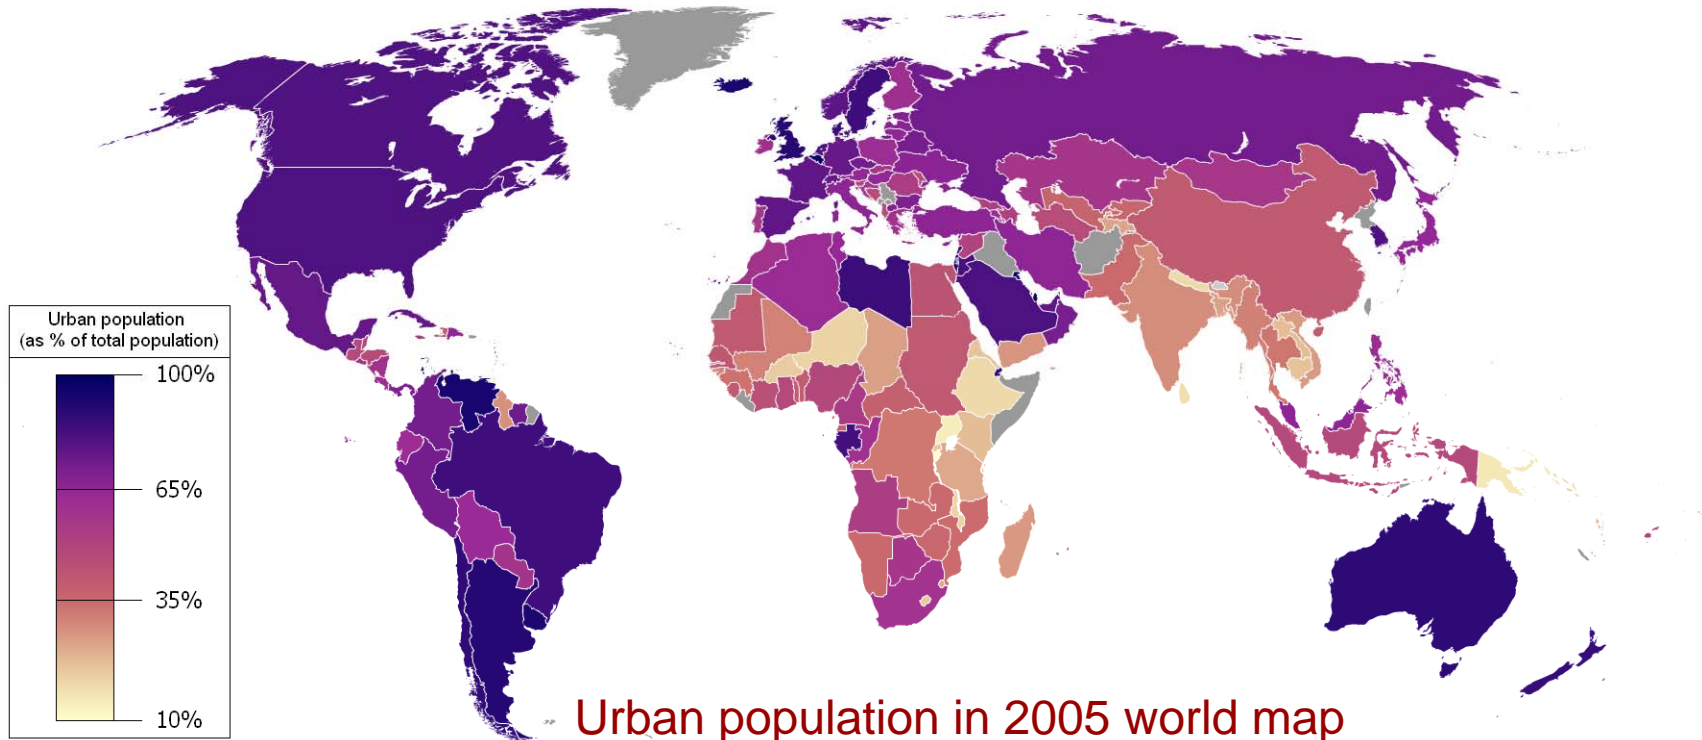 Urban population
(as % of total population)
100%
65%
35%
10%
Urban population in 2005 world map